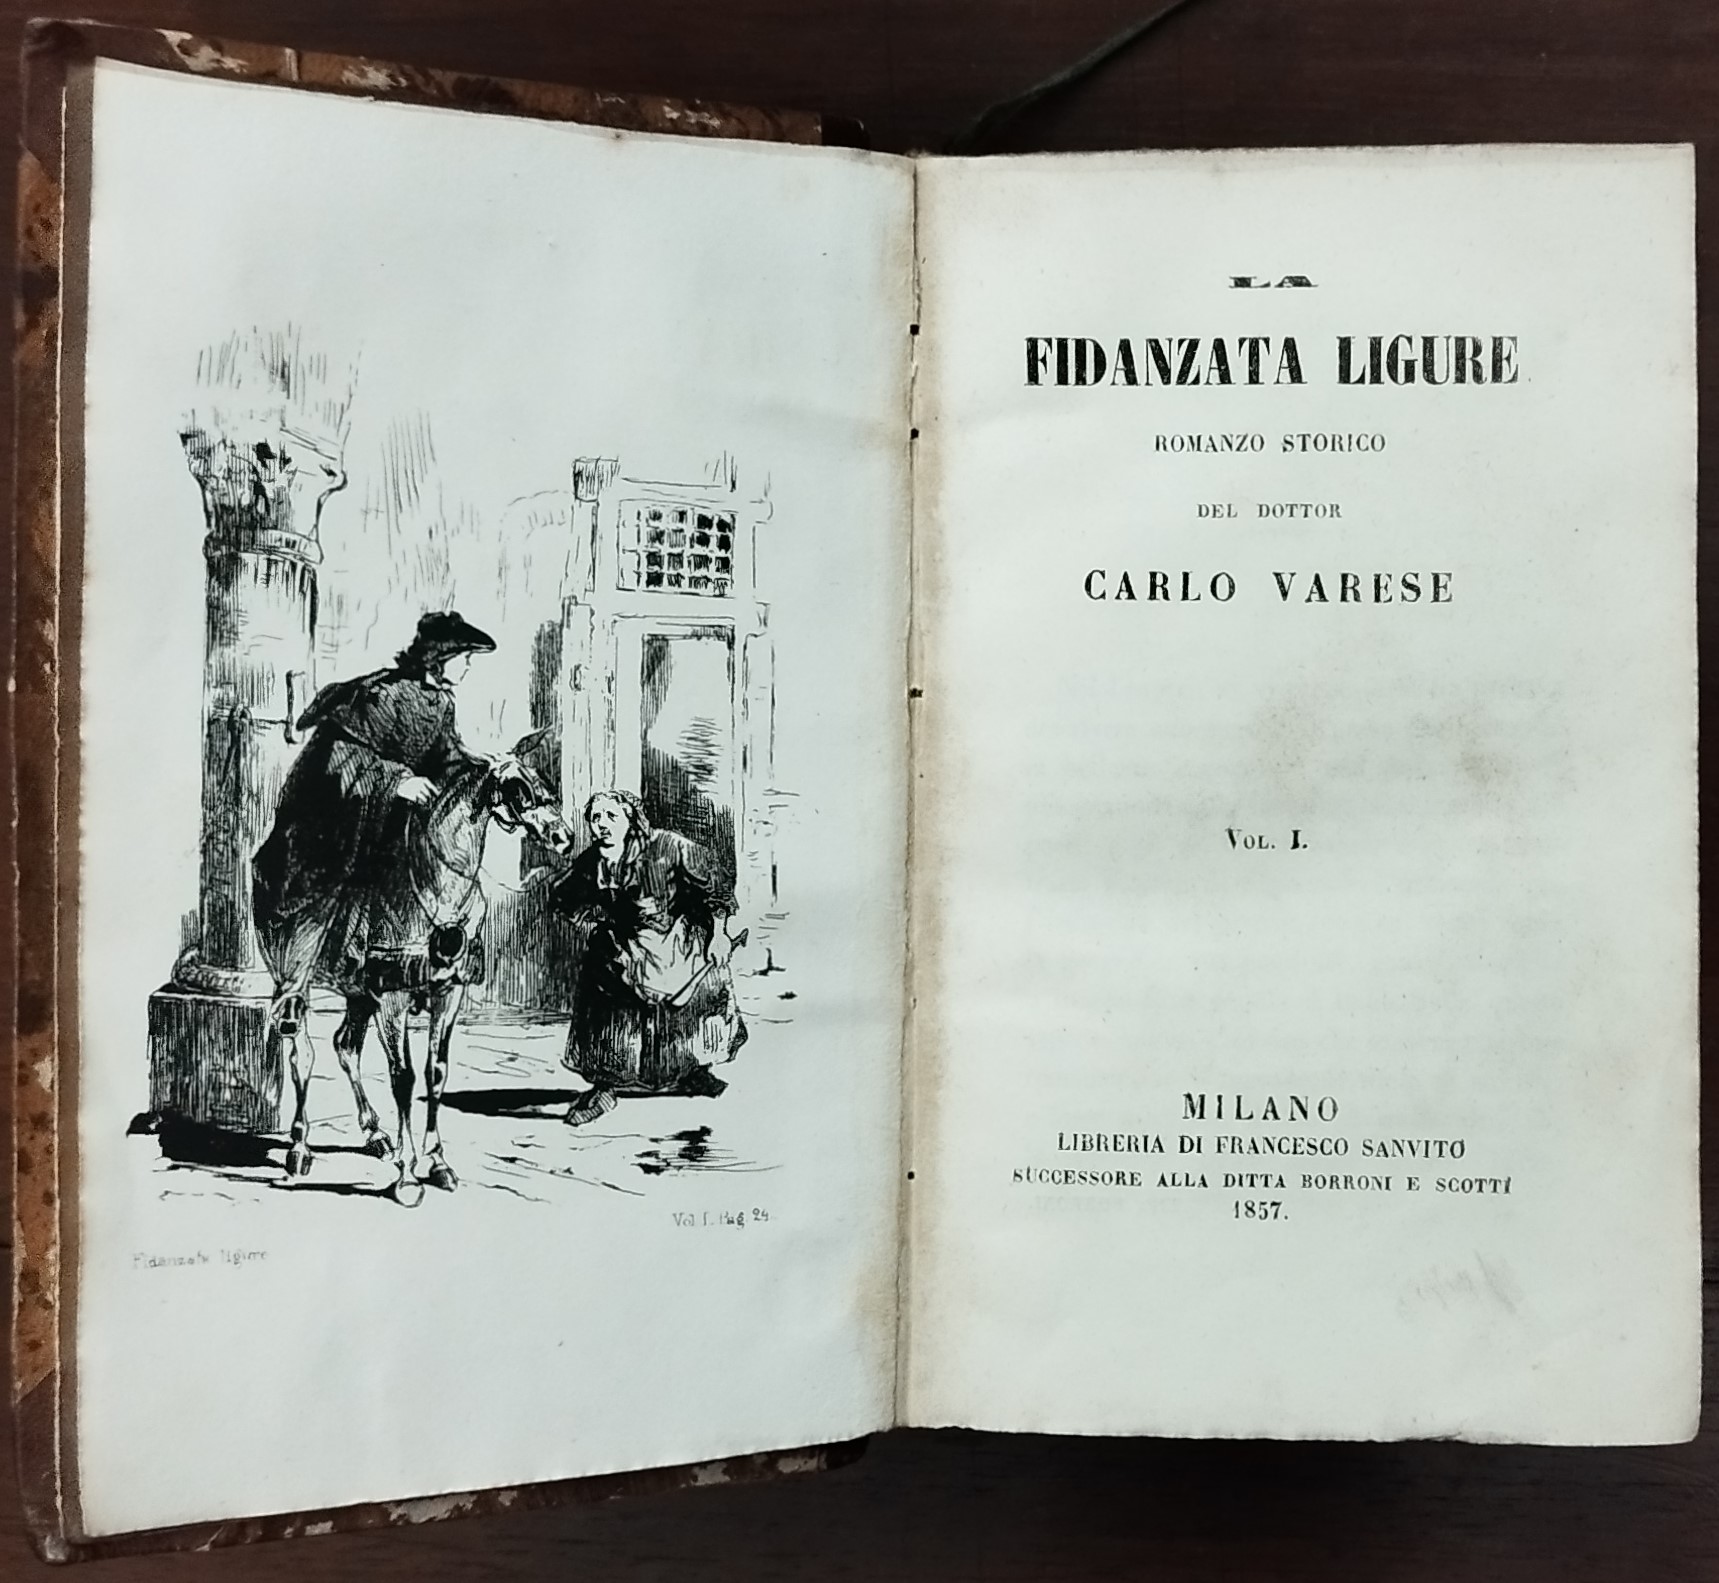 Vol. I. Pag. 24.
Fidanzata ligure
LA
FIDANZATA LIGURE
ROMANZO STORICO
DEL DOTTOR
CARLO VARESE
VOL. I.
MILANO
LIBRERIA DI FRANCESCO SANVITO
SUCCESSORE ALLA DITTA BORRONI E SCOTTI
1857.